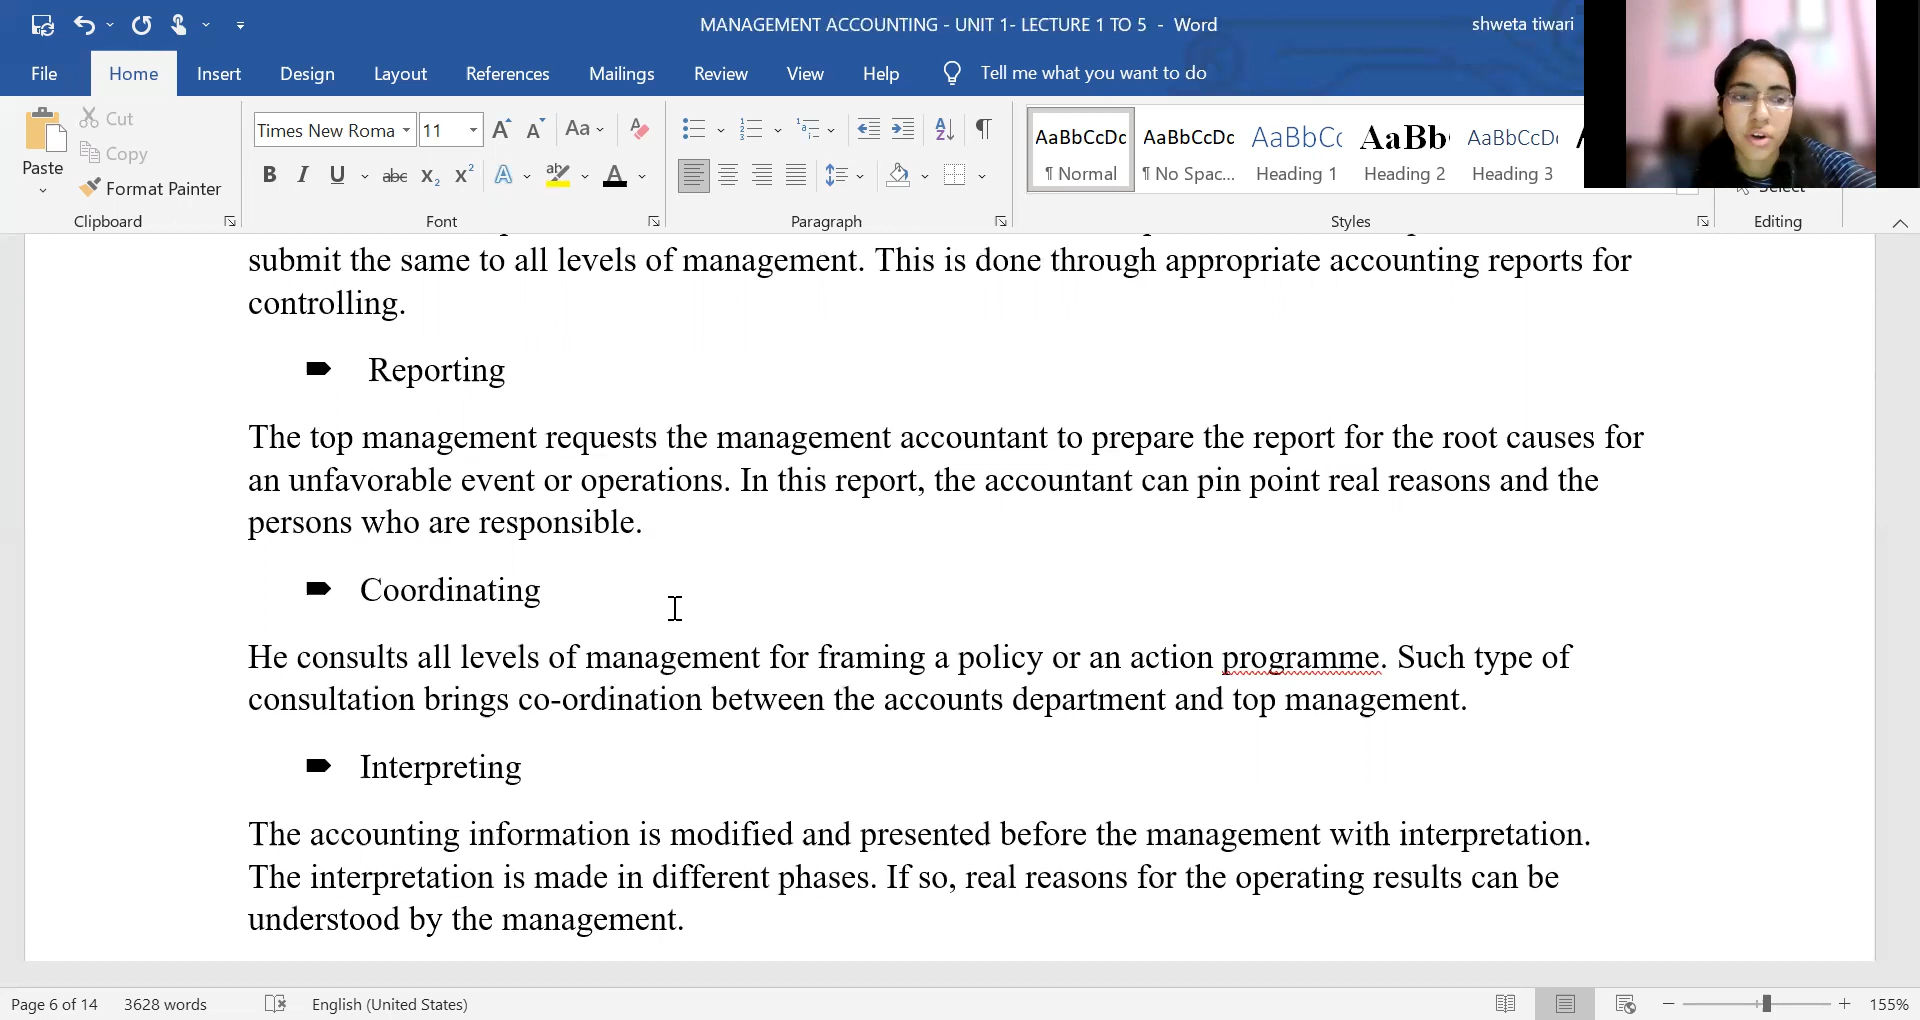 MANAGEMENT ACCOUNTING - UNIT 1- LECTURE 1 TO 5 - Word
shweta tiwari
File Home Insert Design Layout References Mailings Review View Help Tell me what you want to do
Paste
Cut
Copy
Format Painter
Clipboard
Times New Roma 11
Aa
B I U abc X₂ X² A ab A
Font
Paragraph
AaBbCcDc AaBbCcDc AaBbCc AaBb AaBbCcDc
¶ Normal ¶ No Spac... Heading 1 Heading 2 Heading 3
Styles
Select
Editing
submit the same to all levels of management. This is done through appropriate accounting reports for
controlling.
Reporting
The top management requests the management accountant to prepare the report for the root causes for
an unfavorable event or operations. In this report, the accountant can pin point real reasons and the
persons who are responsible.
Coordinating
He consults all levels of management for framing a policy or an action programme. Such type of
consultation brings co-ordination between the accounts department and top management.
Interpreting
The accounting information is modified and presented before the management with interpretation.
The interpretation is made in different phases. If so, real reasons for the operating results can be
understood by the management.
Page 6 of 14 3628 words English (United States) 155%